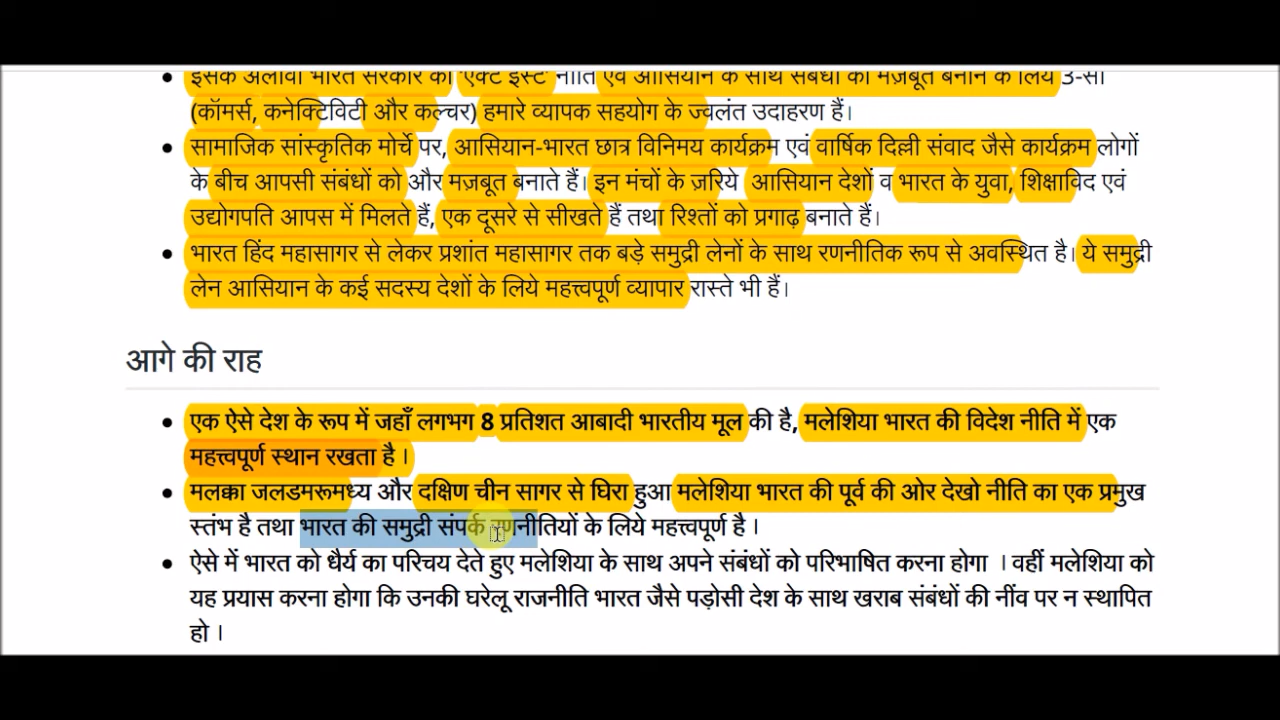 इसके अलावा भारत सरकार की 'एक्ट ईस्ट' नीति एवं आसियान के साथ संबंधों को मज़बूत बनाने के लिये 3-सी
(कॉमर्स, कनेक्टिविटी और कल्चर) हमारे व्यापक सहयोग के ज्वलंत उदाहरण हैं।
सामाजिक सांस्कृतिक मोर्चे पर, आसियान-भारत छात्र विनिमय कार्यक्रम एवं वार्षिक दिल्ली संवाद जैसे कार्यक्रम लोगों
के बीच आपसी संबंधों को और मज़बूत बनाते हैं। इन मंचों के ज़रिये आसियान देशों व भारत के युवा, शिक्षाविद एवं
उद्योगपति आपस में मिलते हैं, एक दूसरे से सीखते हैं तथा रिश्तों को प्रगाढ़ बनाते हैं।
भारत हिंद महासागर से लेकर प्रशांत महासागर तक बड़े समुद्री लेनों के साथ रणनीतिक रूप से अवस्थित है। ये समुद्री
लेन आसियान के कई सदस्य देशों के लिये महत्त्वपूर्ण व्यापार रास्ते भी हैं।
आगे की राह
एक ऐसे देश के रूप में जहाँ लगभग 8 प्रतिशत आबादी भारतीय मूल की है, मलेशिया भारत की विदेश नीति में एक
महत्त्वपूर्ण स्थान रखता है ।
मलक्का जलडमरूमध्य और दक्षिण चीन सागर से घिरा हुआ मलेशिया भारत की पूर्व की ओर देखो नीति का एक प्रमुख
स्तंभ है तथा भारत की समुद्री संपर्क रणनीतियों के लिये महत्त्वपूर्ण है ।
ऐसे में भारत को धैर्य का परिचय देते हुए मलेशिया के साथ अपने संबंधों को परिभाषित करना होगा । वहीं मलेशिया को
यह प्रयास करना होगा कि उनकी घरेलू राजनीति भारत जैसे पड़ोसी देश के साथ खराब संबंधों की नींव पर न स्थापित
हो ।